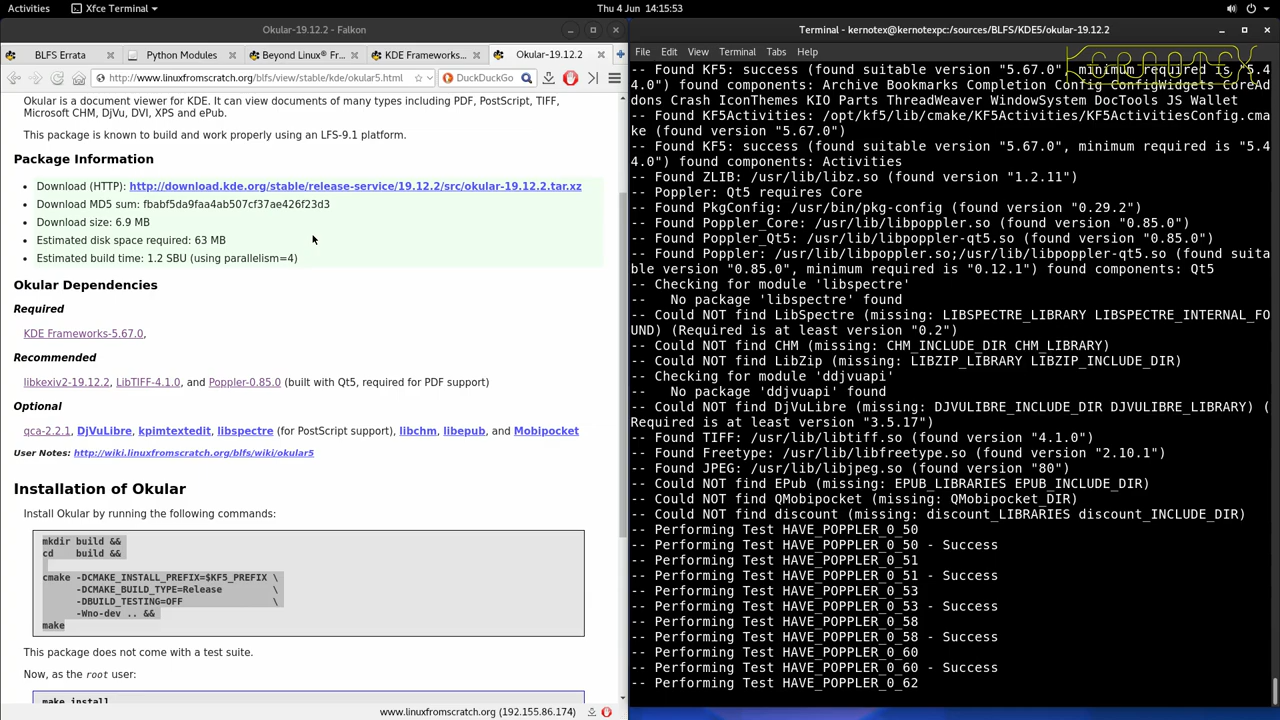 Activities
Xfce Terminal
Thu 4 Jun 14:15:53
Okular-19.12.2 - Falkon
BLFS Errata
Python Modules
Beyond Linux® Fr...
KDE Frameworks...
Okular-19.12.2
http://www.linuxfromscratch.org/blfs/view/stable/kde/okular5.html
DuckDuckGo
Okular is a document viewer for KDE. It can view documents of many types including PDF, PostScript, TIFF,
Microsoft CHM, DjVu, DVI, XPS and ePub.
This package is known to build and work properly using an LFS-9.1 platform.
Package Information
Download (HTTP): http://download.kde.org/stable/release-service/19.12.2/src/okular-19.12.2.tar.xz
Download MD5 sum: fbabf5da9faa4ab507cf37ae426f23d3
Download size: 6.9 MB
Estimated disk space required: 63 MB
Estimated build time: 1.2 SBU (using parallelism=4)
Okular Dependencies
Required
KDE Frameworks-5.67.0,
Recommended
libkexiv2-19.12.2, LibTIFF-4.1.0, and Poppler-0.85.0 (built with Qt5, required for PDF support)
Optional
qca-2.2.1, DjVuLibre, kpimtextedit, libspectre (for PostScript support), libchm, libepub, and Mobipocket
User Notes: http://wiki.linuxfromscratch.org/blfs/wiki/okular5
Installation of Okular
Install Okular by running the following commands:
mkdir build &&
cd    build &&
cmake -DCMAKE_INSTALL_PREFIX=$KF5_PREFIX \
-DCMAKE_BUILD_TYPE=Release         \
-DBUILD_TESTING=OFF                \
-Wno-dev .. &&
make
This package does not come with a test suite.
Now, as the root user:
make install
www.linuxfromscratch.org (192.155.86.174)
Terminal - kernotex@kernotexpc:/sources/BLFS/KDE5/okular-19.12.2
File Edit View Terminal Tabs Help
KERNOTEX
-- Found KF5: success (found suitable version "5.67.0", minimum required is "5.4
4.0") found components: Archive Bookmarks Completion Config ConfigWidgets CoreAd
dons Crash IconThemes KIO Parts ThreadWeaver WindowSystem DocTools JS Wallet
-- Found KF5Activities: /opt/kf5/lib/cmake/KF5Activities/KF5ActivitiesConfig.cma
ke (found version "5.67.0")
-- Found KF5: success (found suitable version "5.67.0", minimum required is "5.4
4.0") found components: Activities
-- Found ZLIB: /usr/lib/libz.so (found version "1.2.11")
-- Poppler: Qt5 requires Core
-- Found PkgConfig: /usr/bin/pkg-config (found version "0.29.2")
-- Found Poppler_Core: /usr/lib/libpoppler.so (found version "0.85.0")
-- Found Poppler_Qt5: /usr/lib/libpoppler-qt5.so (found version "0.85.0")
-- Found Poppler: /usr/lib/libpoppler.so;/usr/lib/libpoppler-qt5.so (found suita
ble version "0.85.0", minimum required is "0.12.1") found components: Qt5
-- Checking for module 'libspectre'
--   No package 'libspectre' found
-- Could NOT find LibSpectre (missing: LIBSPECTRE_LIBRARY LIBSPECTRE_INTERNAL_FO
UND) (Required is at least version "0.2")
-- Could NOT find CHM (missing: CHM_INCLUDE_DIR CHM_LIBRARY)
-- Could NOT find LibZip (missing: LIBZIP_LIBRARY LIBZIP_INCLUDE_DIR)
-- Checking for module 'ddjvuapi'
--   No package 'ddjvuapi' found
-- Could NOT find DjVuLibre (missing: DJVULIBRE_INCLUDE_DIR DJVULIBRE_LIBRARY) (
Required is at least version "3.5.17")
-- Found TIFF: /usr/lib/libtiff.so (found version "4.1.0")
-- Found Freetype: /usr/lib/libfreetype.so (found version "2.10.1")
-- Found JPEG: /usr/lib/libjpeg.so (found version "80")
-- Could NOT find EPub (missing: EPUB_LIBRARIES EPUB_INCLUDE_DIR)
-- Could NOT find QMobipocket (missing: QMobipocket_DIR)
-- Could NOT find discount (missing: discount_LIBRARIES discount_INCLUDE_DIR)
-- Performing Test HAVE_POPPLER_0_50
-- Performing Test HAVE_POPPLER_0_50 - Success
-- Performing Test HAVE_POPPLER_0_51
-- Performing Test HAVE_POPPLER_0_51 - Success
-- Performing Test HAVE_POPPLER_0_53
-- Performing Test HAVE_POPPLER_0_53 - Success
-- Performing Test HAVE_POPPLER_0_58
-- Performing Test HAVE_POPPLER_0_58 - Success
-- Performing Test HAVE_POPPLER_0_60
-- Performing Test HAVE_POPPLER_0_60 - Success
-- Performing Test HAVE_POPPLER_0_62